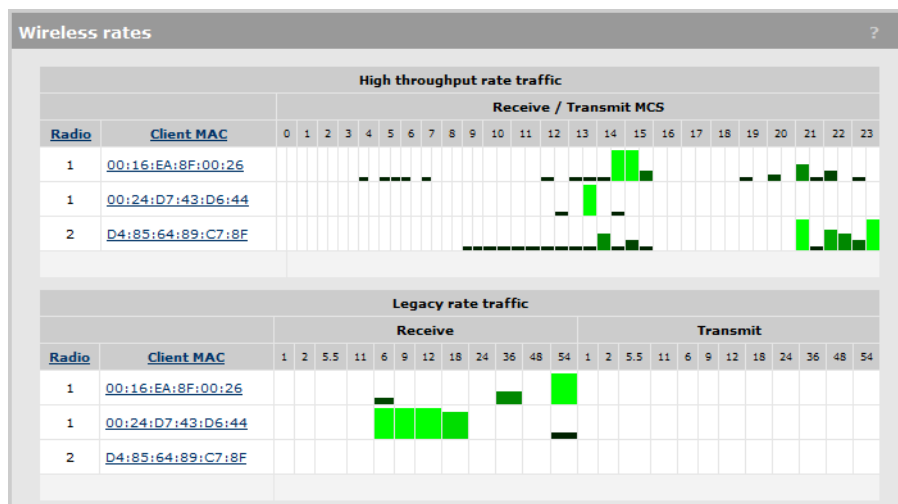 Wireless rates ?
High throughput rate traffic
Receive / Transmit MCS
Radio Client MAC 0 1 2 3 4 5 6 7 8 9 10 11 12 13 14 15 16 17 18 19 20 21 22 23
1 00:16:EA:8F:00:26
1 00:24:D7:43:D6:44
2 D4:85:64:89:C7:8F
Legacy rate traffic
Receive Transmit
Radio Client MAC 1 2 5.5 11 6 9 12 18 24 36 48 54 1 2 5.5 11 6 9 12 18 24 36 48 54
1 00:16:EA:8F:00:26
1 00:24:D7:43:D6:44
2 D4:85:64:89:C7:8F